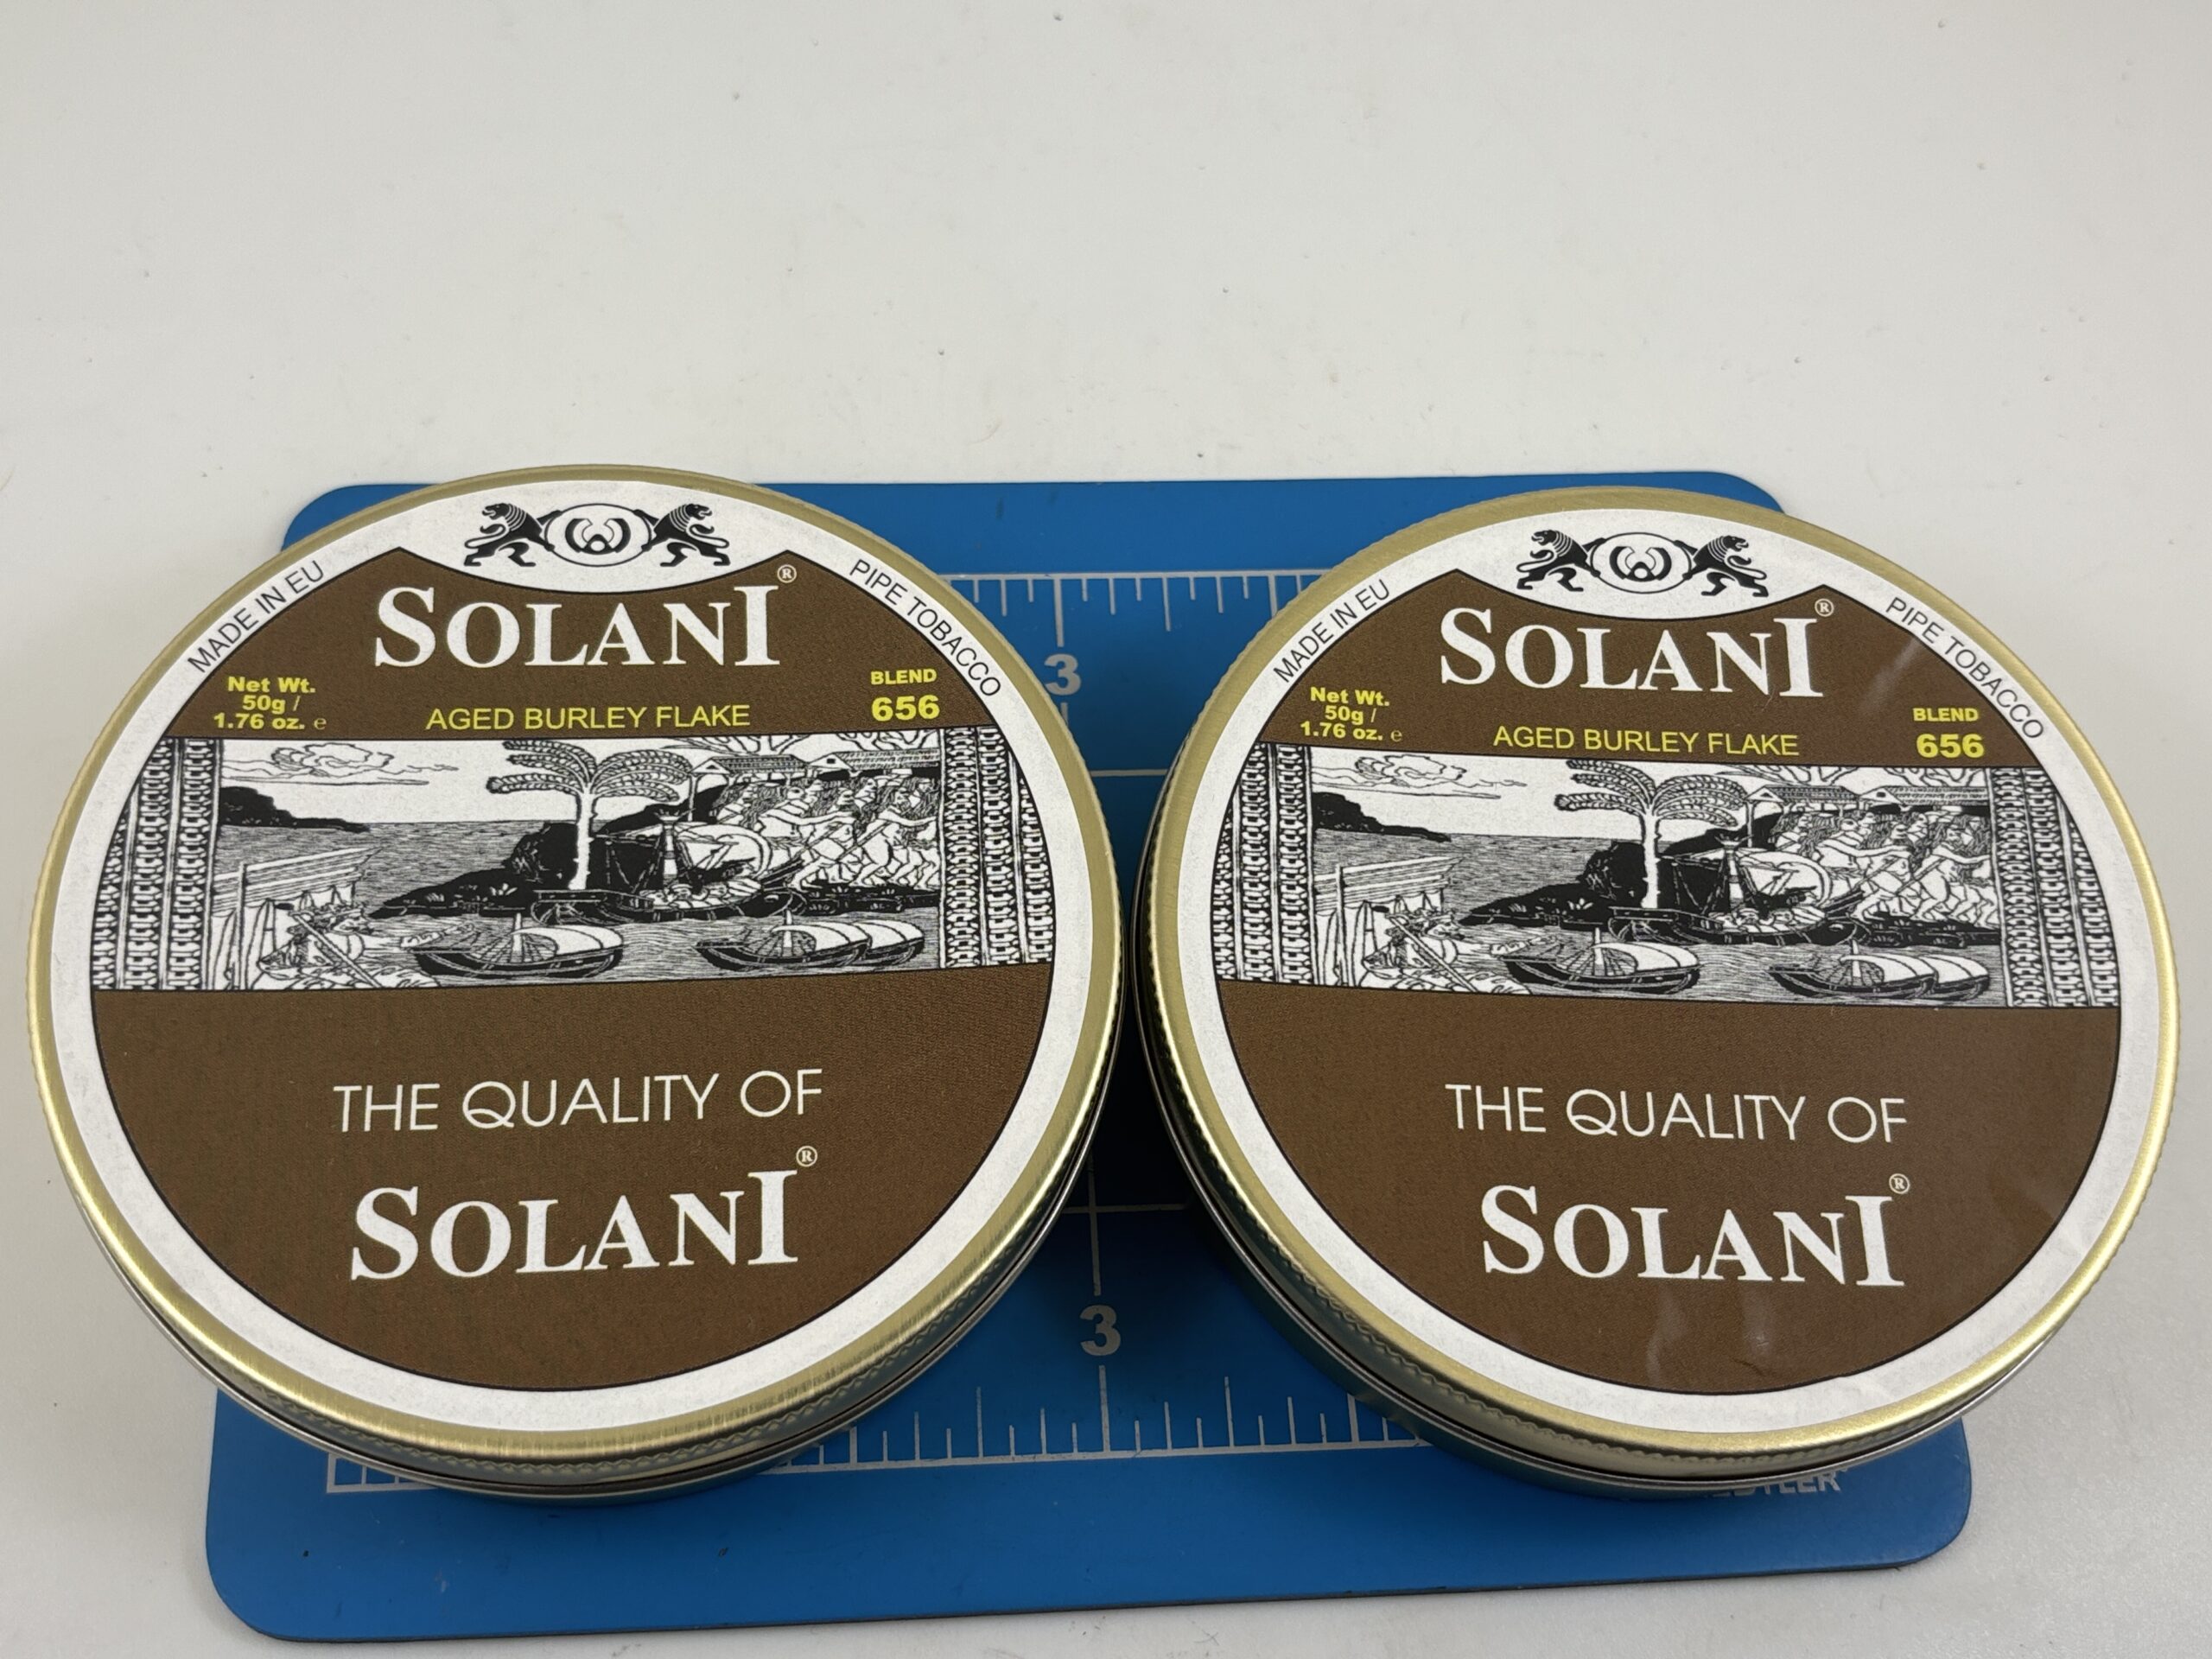 MADE IN EU
SOLANI®
PIPE TOBACCO
Net Wt.
50g /
1.76 oz. e
AGED BURLEY FLAKE
BLEND
656
THE QUALITY OF
SOLANI®
MADE IN EU
SOLANI®
PIPE TOBACCO
Net Wt.
50g /
1.76 oz. e
AGED BURLEY FLAKE
BLEND
656
THE QUALITY OF
SOLANI®
3
3